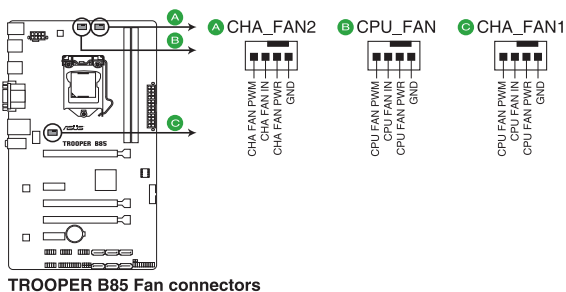 A
B
C
ASUS
TROOPER B85
A CHA_FAN2
CHA FAN PWM
CHA FAN IN
CHA FAN PWR
GND
B CPU_FAN
CPU FAN PWM
CPU FAN IN
CPU FAN PWR
GND
C CHA_FAN1
CPU FAN PWM
CPU FAN IN
CPU FAN PWR
GND
TROOPER B85 Fan connectors